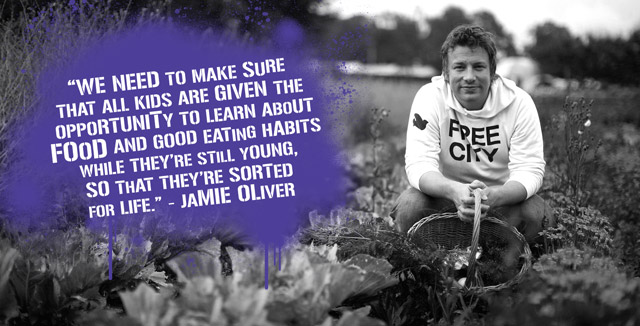 “WE NEED TO MAKE SURE
THAT ALL KIDS ARE GIVEN THE
OPPORTUNITY TO LEARN ABOUT
FOOD AND GOOD EATING HABITS
WHILE THEY’RE STILL YOUNG,
SO THAT THEY’RE SORTED
FOR LIFE.” - JAMIE OLIVER
FREE
CITY